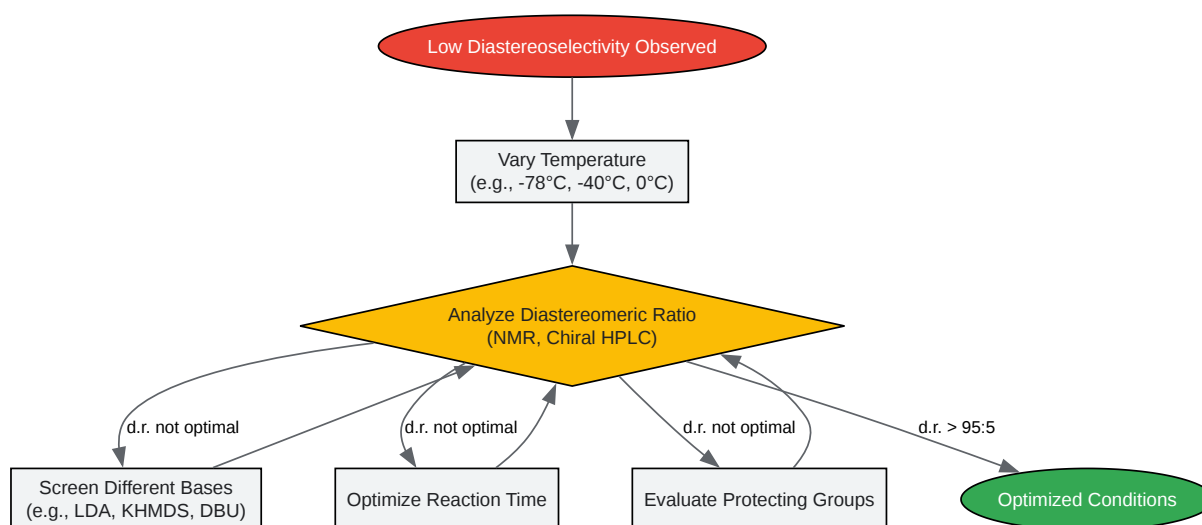 Low Diastereoselectivity Observed
Vary Temperature
(e.g., -78°C, -40°C, 0°C)
Analyze Diastereomeric Ratio
(NMR, Chiral HPLC)
d.r. not optimal
d.r. not optimal
d.r. not optimal
d.r. > 95:5
Screen Different Bases
(e.g., LDA, KHMDS, DBU)
Optimize Reaction Time
Evaluate Protecting Groups
Optimized Conditions